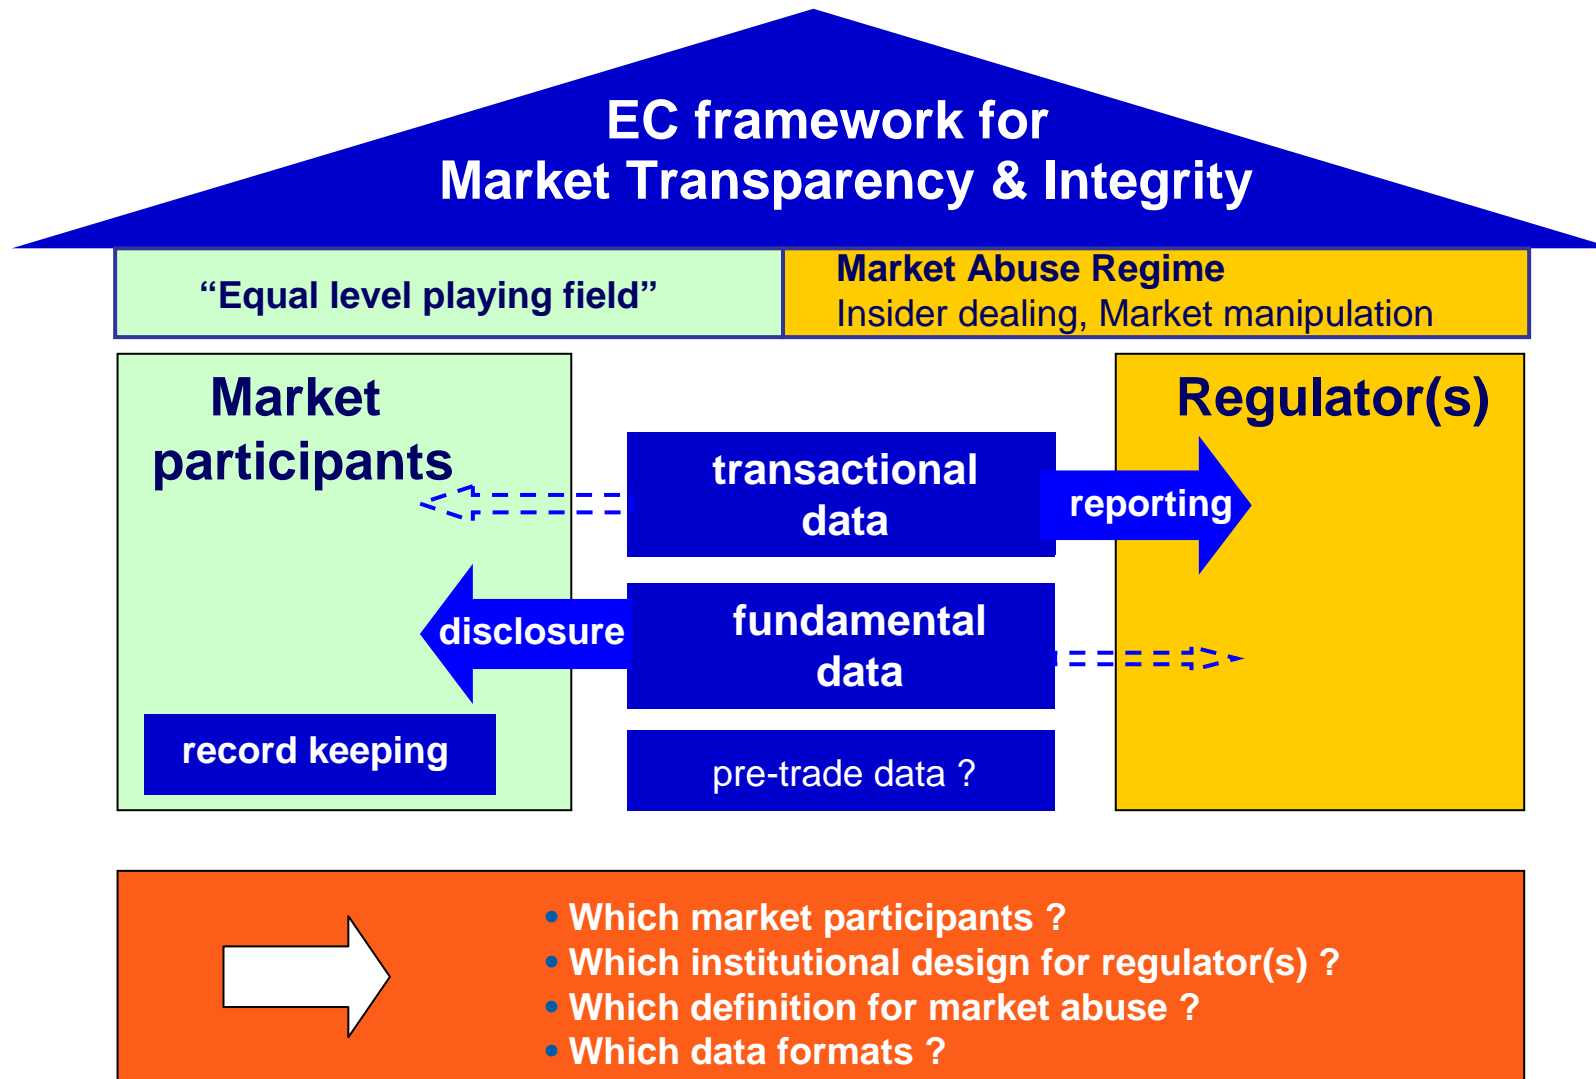 EC framework for
Market Transparency & Integrity
“Equal level playing field”
Market Abuse Regime
Insider dealing, Market manipulation
Market
participants
Regulator(s)
transactional
data
reporting
disclosure
fundamental
data
record keeping
pre-trade data ?
• Which market participants ?
• Which institutional design for regulator(s) ?
• Which definition for market abuse ?
• Which data formats ?